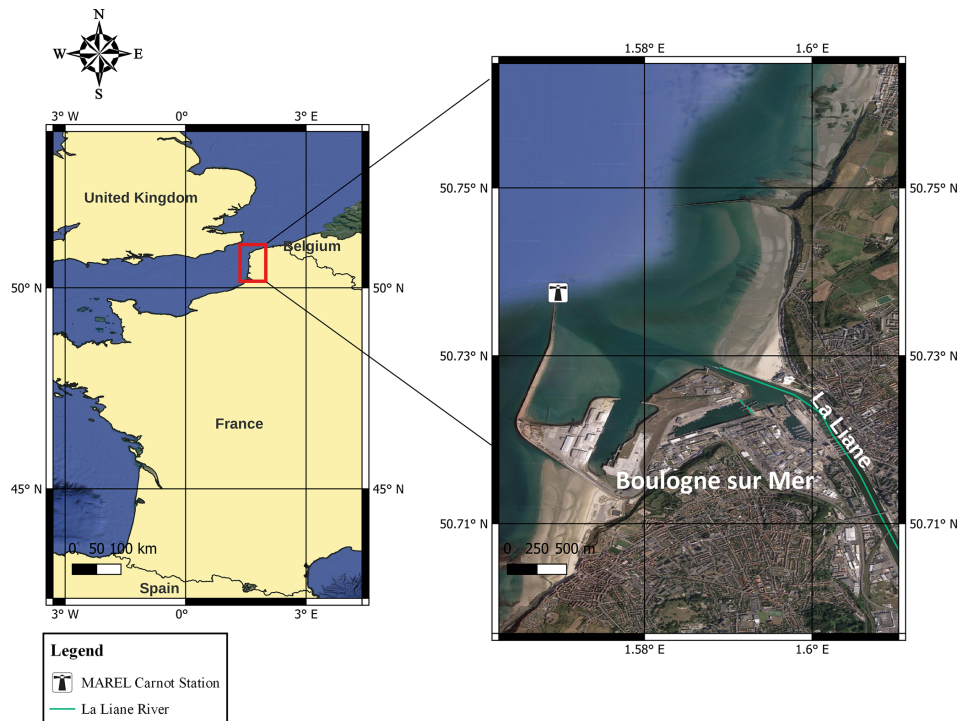 N
W E
S
3° W 0° 3° E
United Kingdom
Belgium
50° N 50° N
France
45° N 45° N
0 50 100 km
Spain
3° W 0° 3° E
1.58° E 1.6° E
50.75° N 50.75° N
50.73° N 50.73° N
La Liane
Boulogne sur Mer
50.71° N 50.71° N
0 250 500 m
1.58° E 1.6° E
Legend
MAREL Carnot Station
La Liane River